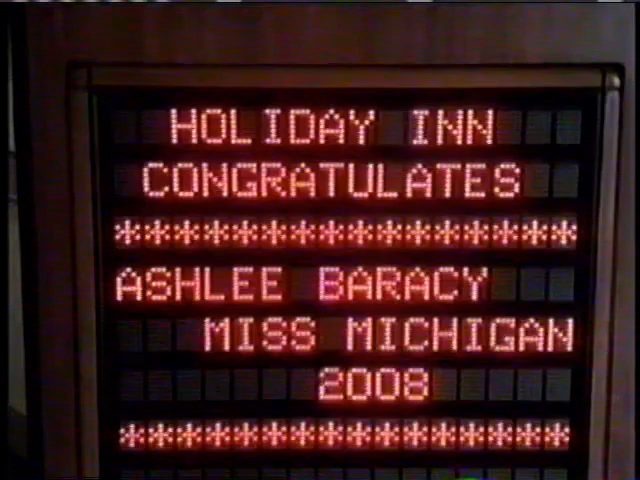 HOLIDAY INN
CONGRATULATES
****************
ASHLEE BARACY
MISS MICHIGAN
2008
****************